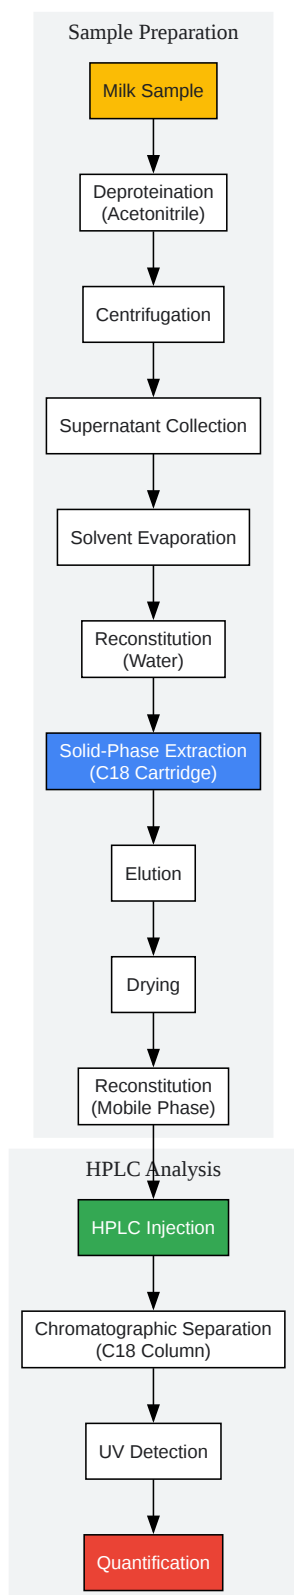 Sample Preparation
Milk Sample
Deproteination
(Acetonitrile)
Centrifugation
Supernatant Collection
Solvent Evaporation
Reconstitution
(Water)
Solid-Phase Extraction
(C18 Cartridge)
Elution
Drying
Reconstitution
(Mobile Phase)
HPLC Analysis
HPLC Injection
Chromatographic Separation
(C18 Column)
UV Detection
Quantification